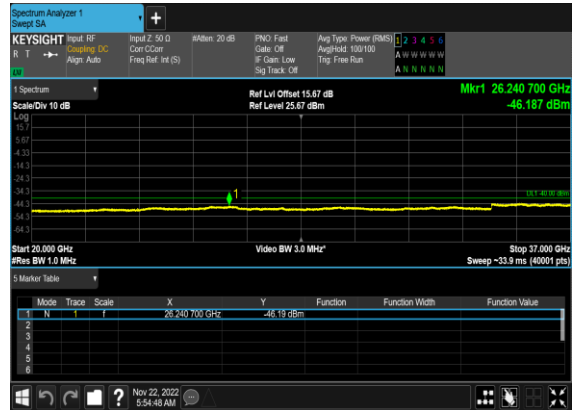 Spectrum Analyzer 1
Swept SA
+
KEYSIGHT Input: RF Input Z: 50 Ω #Atten: 20 dB PNO: Fast Avg Type: Power (RMS) 1 2 3 4 5 6
R T Coupling: DC Corr CCorr Gate: Off Avg|Hold: 100/100 A W W W W W
Align: Auto Freq Ref: Int (S) IF Gain: Low Trig: Free Run A N N N N N
Sig Track: Off
1 Spectrum Ref Lvl Offset 15.67 dB Mkr1 26.240 700 GHz
Scale/Div 10 dB Ref Level 25.67 dBm -46.187 dBm
Log
15.7
5.67
-4.33
-14.3
-24.3
-34.3 1 DL1 -40.00 dBm
-44.3
-54.3
-64.3
Start 20.000 GHz Video BW 3.0 MHz* Stop 37.000 GHz
#Res BW 1.0 MHz Sweep ~33.9 ms (40001 pts)
5 Marker Table
Mode Trace Scale X Y Function Function Width Function Value
1 N 1 f 26.240 700 GHz -46.19 dBm
2
3
4
5
6
? Nov 22, 2022
5:54:48 AM